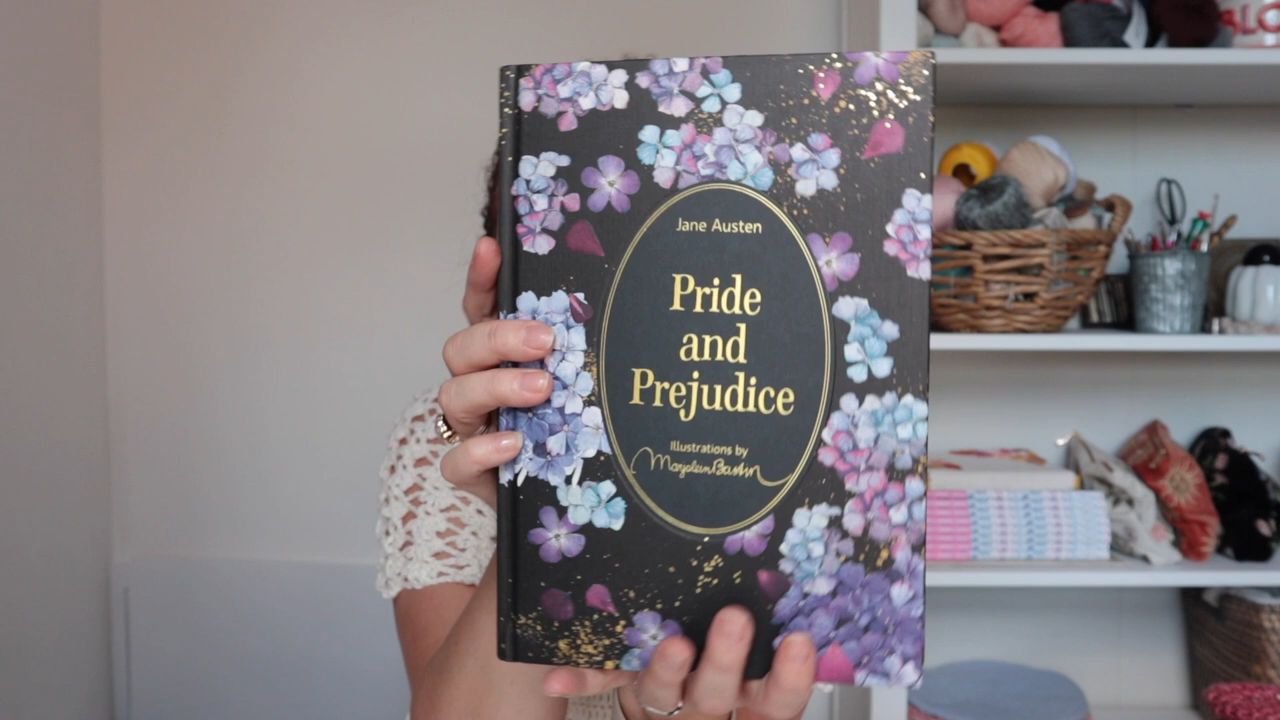 Jane Austen
Pride
and
Prejudice
Illustrations by
Marjolein Bastin